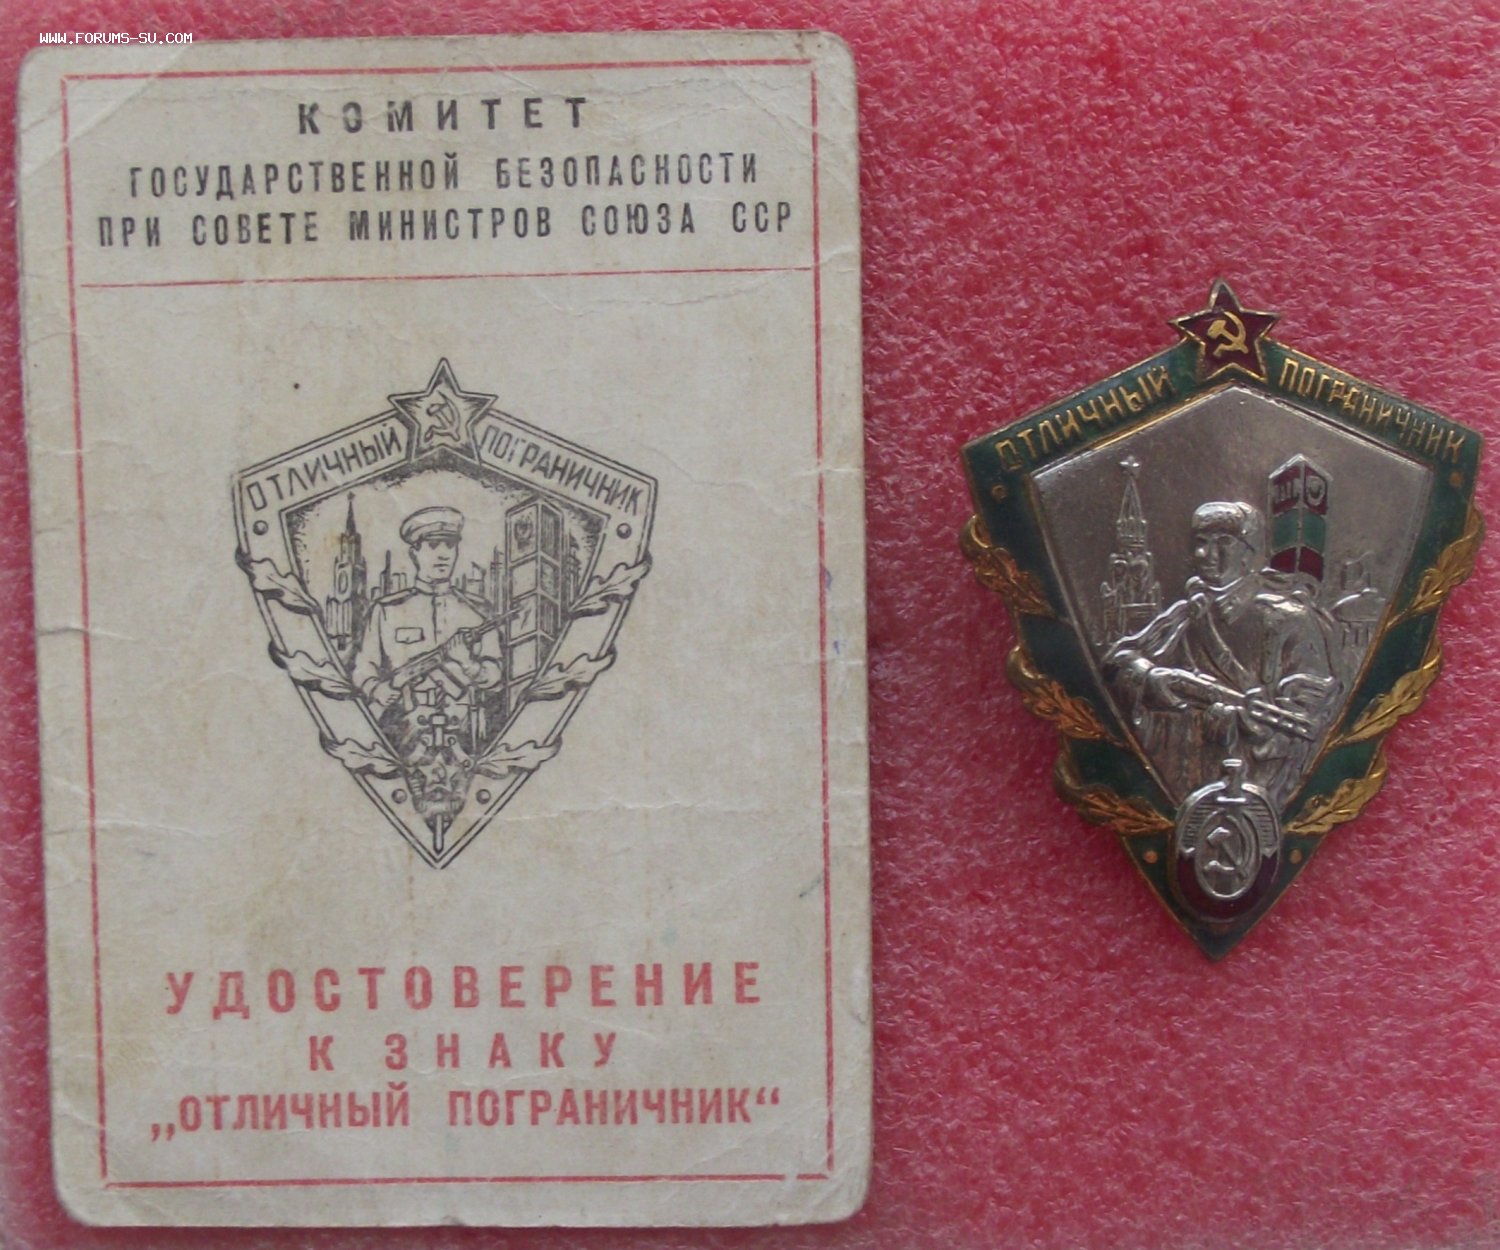 WWW.FORUMS-SU.COM
КОМИТЕТ
ГОСУДАРСТВЕННОЙ БЕЗОПАСНОСТИ
ПРИ СОВЕТЕ МИНИСТРОВ СОЮЗА ССР
ОТЛИЧНЫЙ ПОГРАНИЧНИК
УДОСТОВЕРЕНИЕ
К ЗНАКУ
„ОТЛИЧНЫЙ ПОГРАНИЧНИК“
ОТЛИЧНЫЙ ПОГРАНИЧНИК